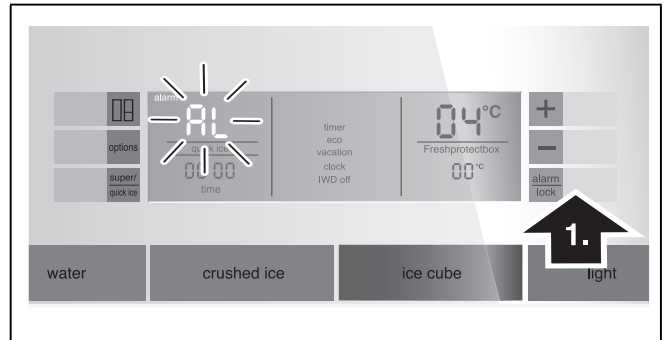 alarm
AL
quick ice
00 00
time
options
super/
quick ice
timer
eco
vacation
clock
IWD off
04°C
Freshprotectbox
00°C
+
−
alarm
lock
1.
water
crushed ice
ice cube
light